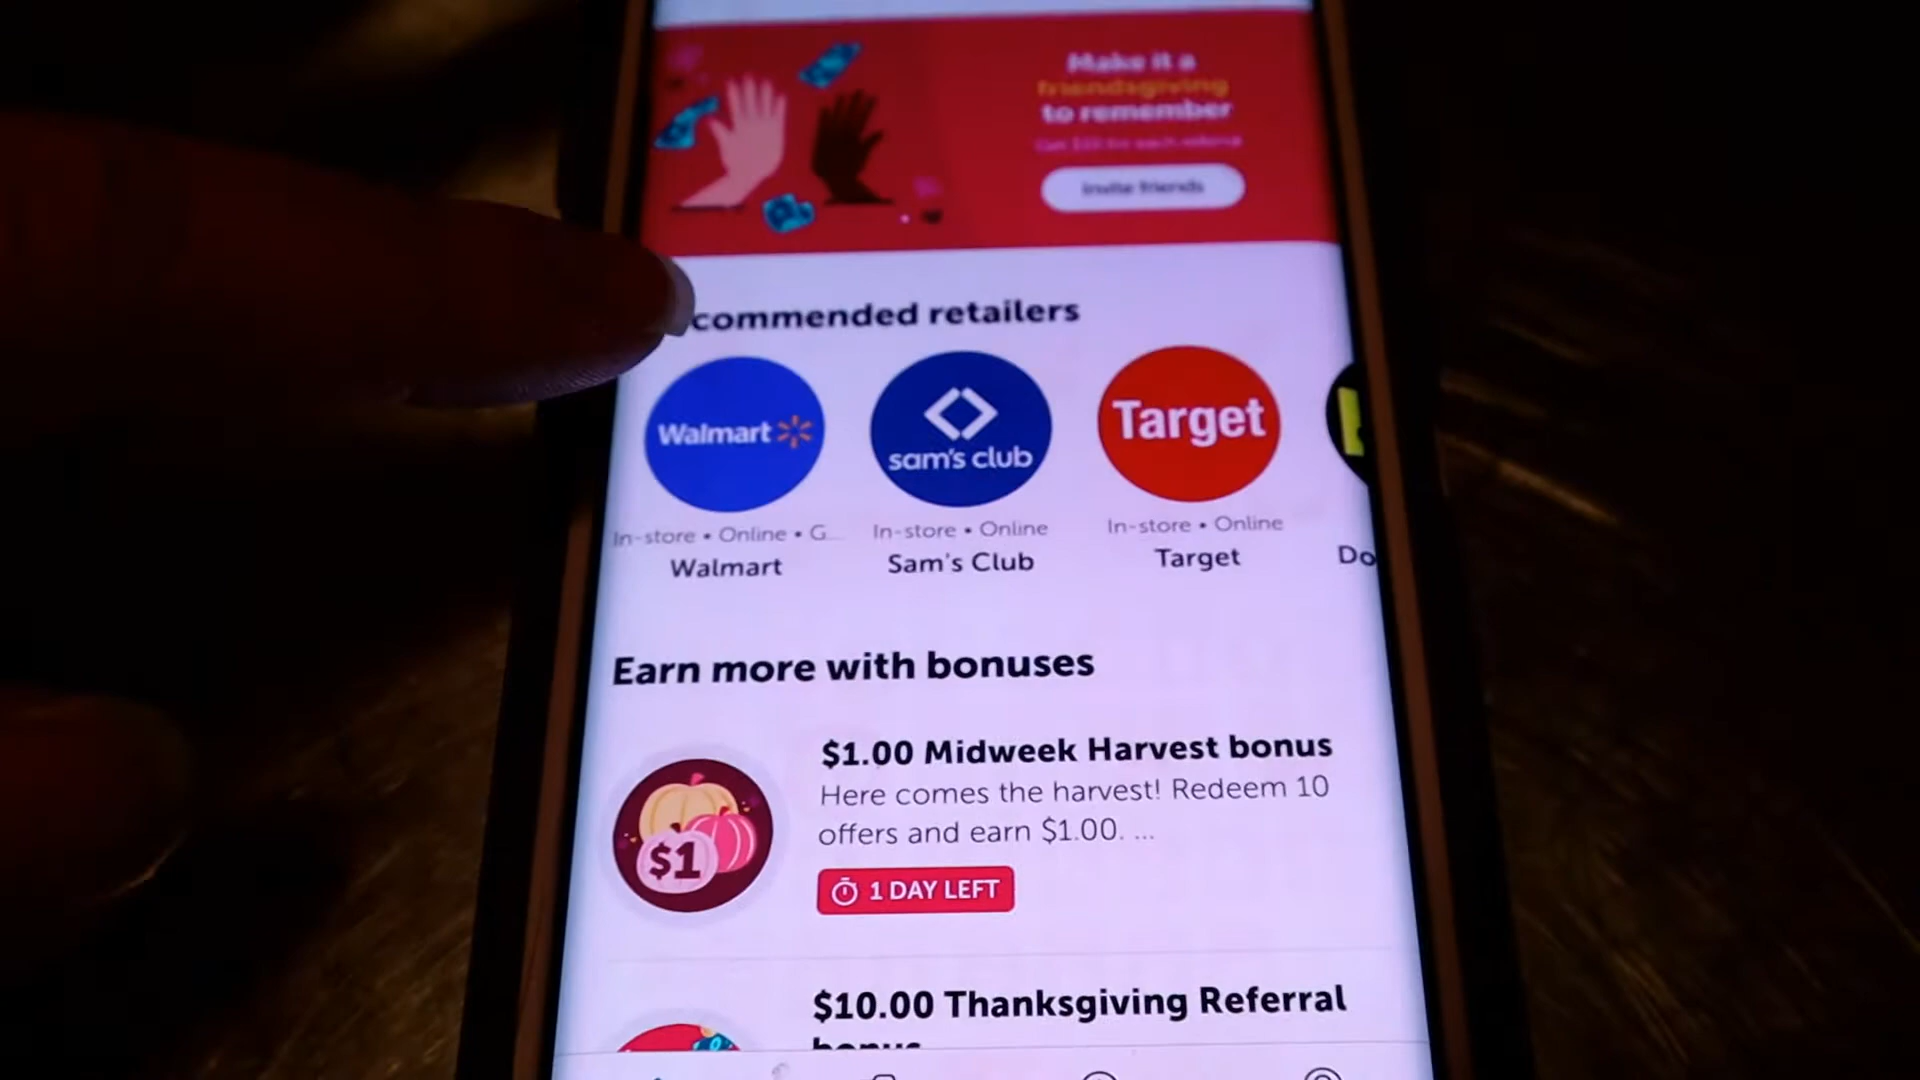 Make it a
friendsgiving
to remember
Invite friends
commended retailers
Walmart
sam's club
Target
In-store • Online • G...
In-store • Online
In-store • Online
Walmart
Sam's Club
Target
Do
Earn more with bonuses
$1.00 Midweek Harvest bonus
Here comes the harvest! Redeem 10
offers and earn $1.00. ...
$1
1 DAY LEFT
$10.00 Thanksgiving Referral
bonus